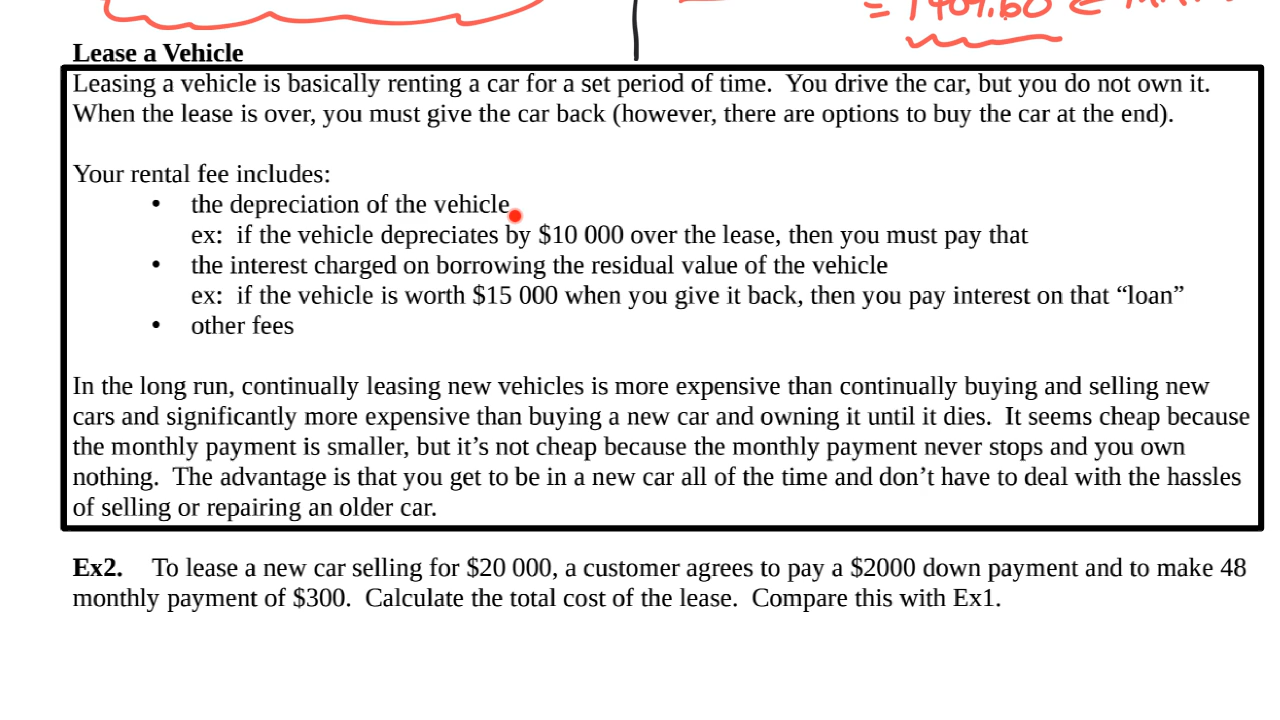 Lease a Vehicle
Leasing a vehicle is basically renting a car for a set period of time. You drive the car, but you do not own it.
When the lease is over, you must give the car back (however, there are options to buy the car at the end).
Your rental fee includes:
• the depreciation of the vehicle
ex: if the vehicle depreciates by $10 000 over the lease, then you must pay that
• the interest charged on borrowing the residual value of the vehicle
ex: if the vehicle is worth $15 000 when you give it back, then you pay interest on that “loan”
• other fees
In the long run, continually leasing new vehicles is more expensive than continually buying and selling new
cars and significantly more expensive than buying a new car and owning it until it dies. It seems cheap because
the monthly payment is smaller, but it’s not cheap because the monthly payment never stops and you own
nothing. The advantage is that you get to be in a new car all of the time and don’t have to deal with the hassles
of selling or repairing an older car.
Ex2. To lease a new car selling for $20 000, a customer agrees to pay a $2000 down payment and to make 48
monthly payment of $300. Calculate the total cost of the lease. Compare this with Ex1.